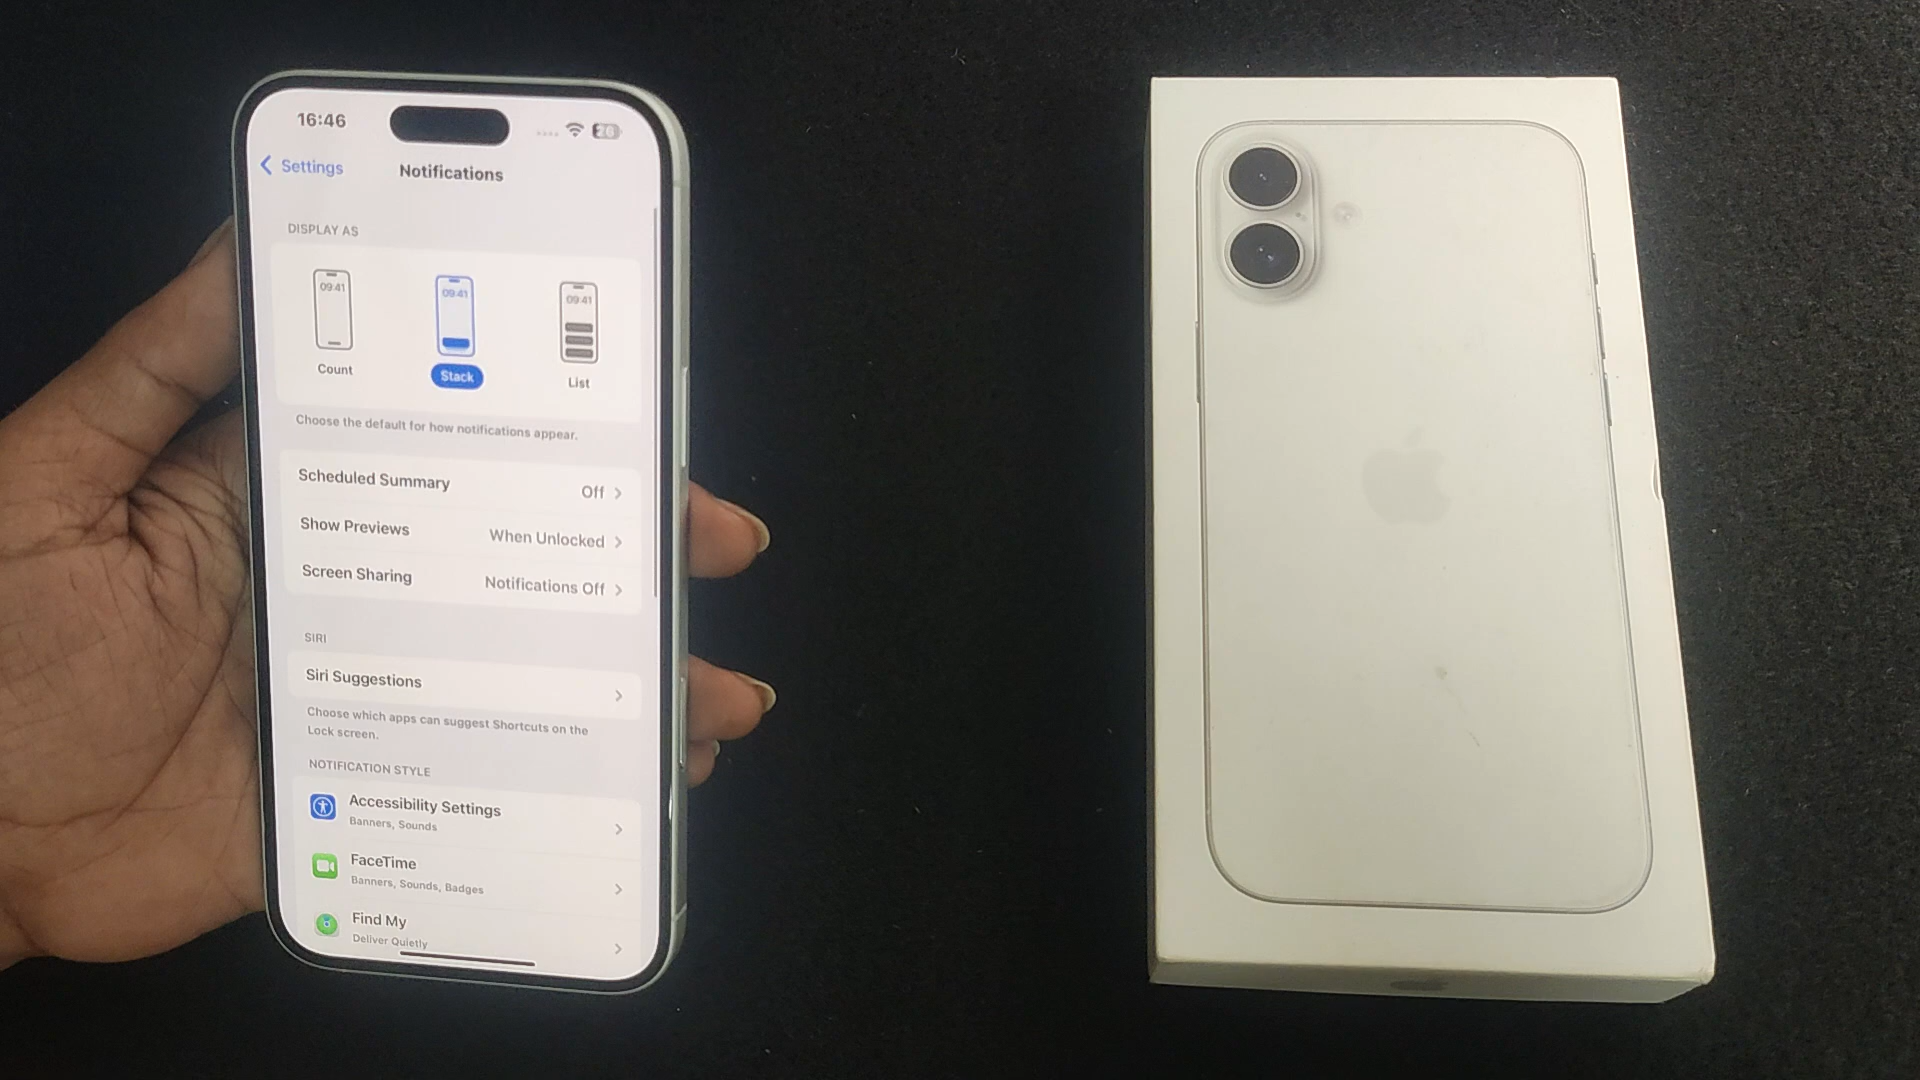 16:46
26
Settings
Notifications
DISPLAY AS
09:41
09:41
09:41
Count
Stack
List
Choose the default for how notifications appear.
Scheduled Summary
Off
Show Previews
When Unlocked
Screen Sharing
Notifications Off
SIRI
Siri Suggestions
Choose which apps can suggest Shortcuts on the
Lock screen.
NOTIFICATION STYLE
Accessibility Settings
Banners, Sounds
FaceTime
Banners, Sounds, Badges
Find My
Deliver Quietly